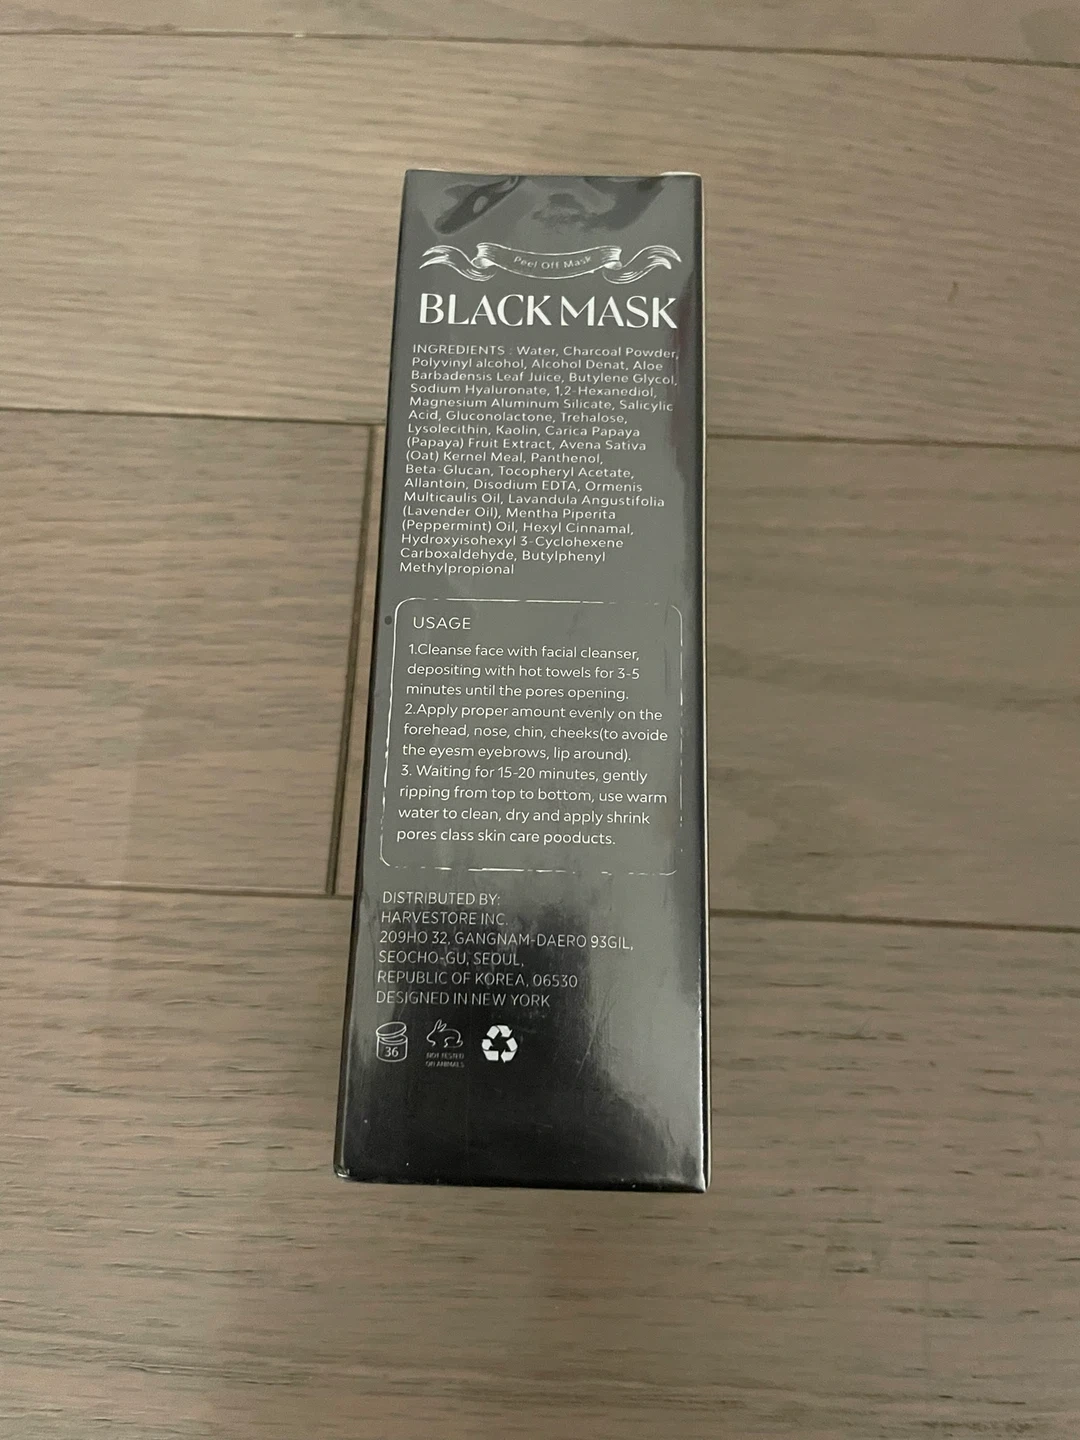 Peel Off Mask
BLACK MASK
INGREDIENTS : Water, Charcoal Powder,
Polyvinyl alcohol, Alcohol Denat, Aloe
Barbadensis Leaf Juice, Butylene Glycol,
Sodium Hyaluronate, 1,2-Hexanediol,
Magnesium Aluminum Silicate, Salicylic
Acid, Gluconolactone, Trehalose,
Lysolecithin, Kaolin, Carica Papaya
(Papaya) Fruit Extract, Avena Sativa
(Oat) Kernel Meal, Panthenol,
Beta-Glucan, Tocopheryl Acetate,
Allantoin, Disodium EDTA, Ormenis
Multicaulis Oil, Lavandula Angustifolia
(Lavender Oil), Mentha Piperita
(Peppermint) Oil, Hexyl Cinnamal,
Hydroxyisohexyl 3-Cyclohexene
Carboxaldehyde, Butylphenyl
Methylpropional
USAGE
1.Cleanse face with facial cleanser,
depositing with hot towels for 3-5
minutes until the pores opening.
2.Apply proper amount evenly on the
forehead, nose, chin, cheeks(to avoide
the eyesm eyebrows, lip around).
3. Waiting for 15-20 minutes, gently
ripping from top to bottom, use warm
water to clean, dry and apply shrink
pores class skin care pooducts.
DISTRIBUTED BY:
HARVESTORE INC.
209HO 32, GANGNAM-DAERO 93GIL,
SEOCHO-GU, SEOUL,
REPUBLIC OF KOREA, 06530
DESIGNED IN NEW YORK
36
NOT TESTED
ON ANIMALS